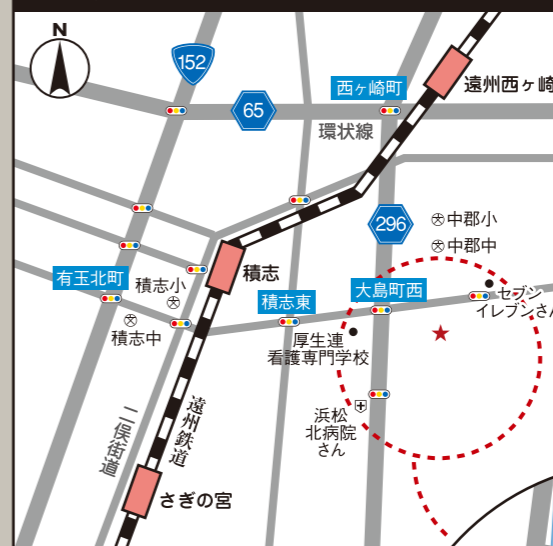 N
152
西ヶ崎町
遠州西ヶ崎
65
環状線
296
中郡小
中郡中
有玉北町
積志小
積志
積志東
大島町西
セブン
イレブンさん
積志中
厚生連
看護専門学校
二俣街道
遠州鉄道
浜松
北病院
さん
さぎの宮